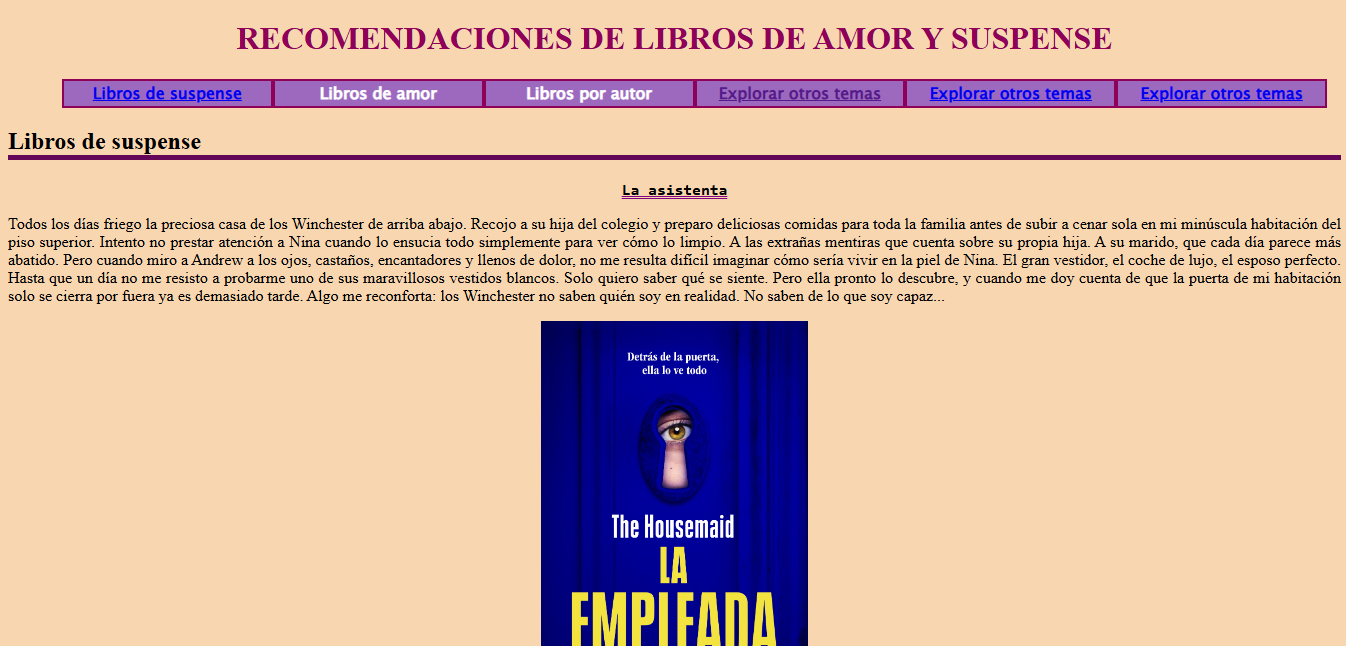 RECOMENDACIONES DE LIBROS DE AMOR Y SUSPENSE
Libros de suspense Libros de amor Libros por autor Explorar otros temas Explorar otros temas Explorar otros temas
Libros de suspense
La asistenta
Todos los días friego la preciosa casa de los Winchester de arriba abajo. Recojo a su hija del colegio y preparo deliciosas comidas para toda la familia antes de subir a cenar sola en mi minúscula habitación del
piso superior. Intento no prestar atención a Nina cuando lo ensucia todo simplemente para ver cómo lo limpio. A las extrañas mentiras que cuenta sobre su propia hija. A su marido, que cada día parece más
abatido. Pero cuando miro a Andrew a los ojos, castaños, encantadores y llenos de dolor, no me resulta difícil imaginar cómo sería vivir en la piel de Nina. El gran vestidor, el coche de lujo, el esposo perfecto.
Hasta que un día no me resisto a probarme uno de sus maravillosos vestidos blancos. Solo quiero saber qué se siente. Pero ella pronto lo descubre, y cuando me doy cuenta de que la puerta de mi habitación
solo se cierra por fuera ya es demasiado tarde. Algo me reconforta: los Winchester no saben quién soy en realidad. No saben de lo que soy capaz...
Detrás de la puerta,
ella lo ve todo
The Housemaid
LA
EMPLEADA